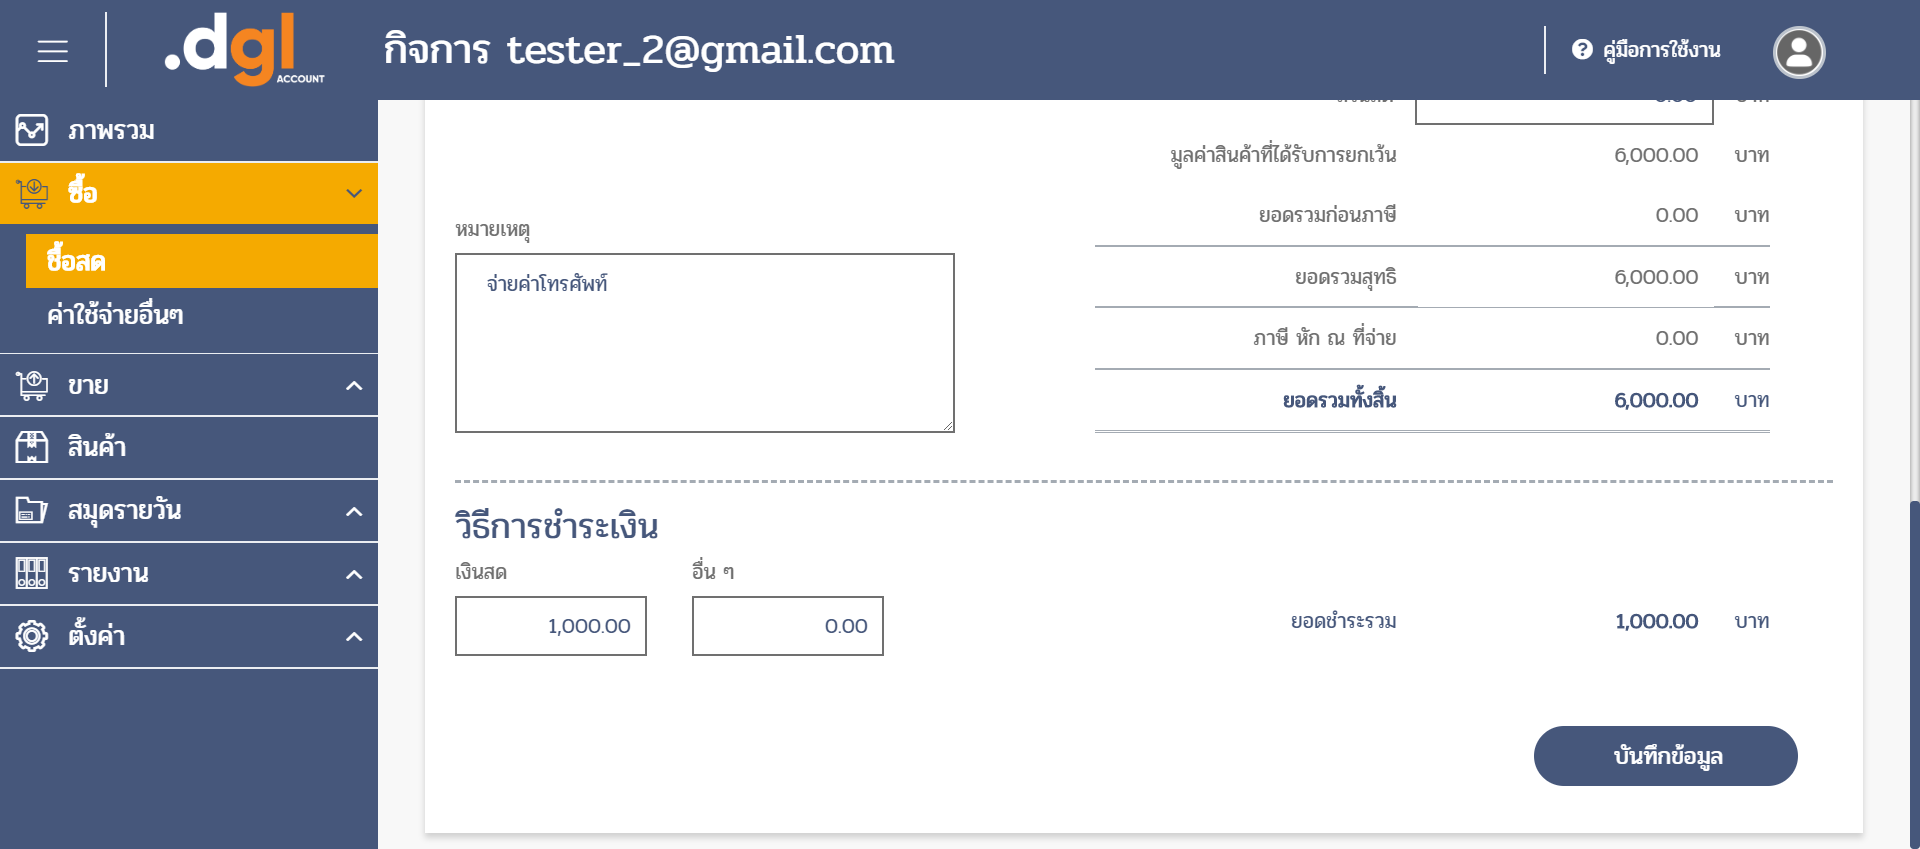 .dgl ACCOUNT
กิจการ tester_2@gmail.com
คู่มือการใช้งาน
ภาพรวม
ซื้อ
ซื้อสด
ค่าใช้จ่ายอื่นๆ
ขาย
สินค้า
สมุดรายวัน
รายงาน
ตั้งค่า
มูลค่าสินค้าที่ได้รับการยกเว้น 6,000.00 บาท
ยอดรวมก่อนภาษี 0.00 บาท
หมายเหตุ
จ่ายค่าโทรศัพท์
ยอดรวมสุทธิ 6,000.00 บาท
ภาษี หัก ณ ที่จ่าย 0.00 บาท
ยอดรวมทั้งสิ้น 6,000.00 บาท
วิธีการชำระเงิน
เงินสด อื่น ๆ
1,000.00 0.00
ยอดชำระรวม 1,000.00 บาท
บันทึกข้อมูล